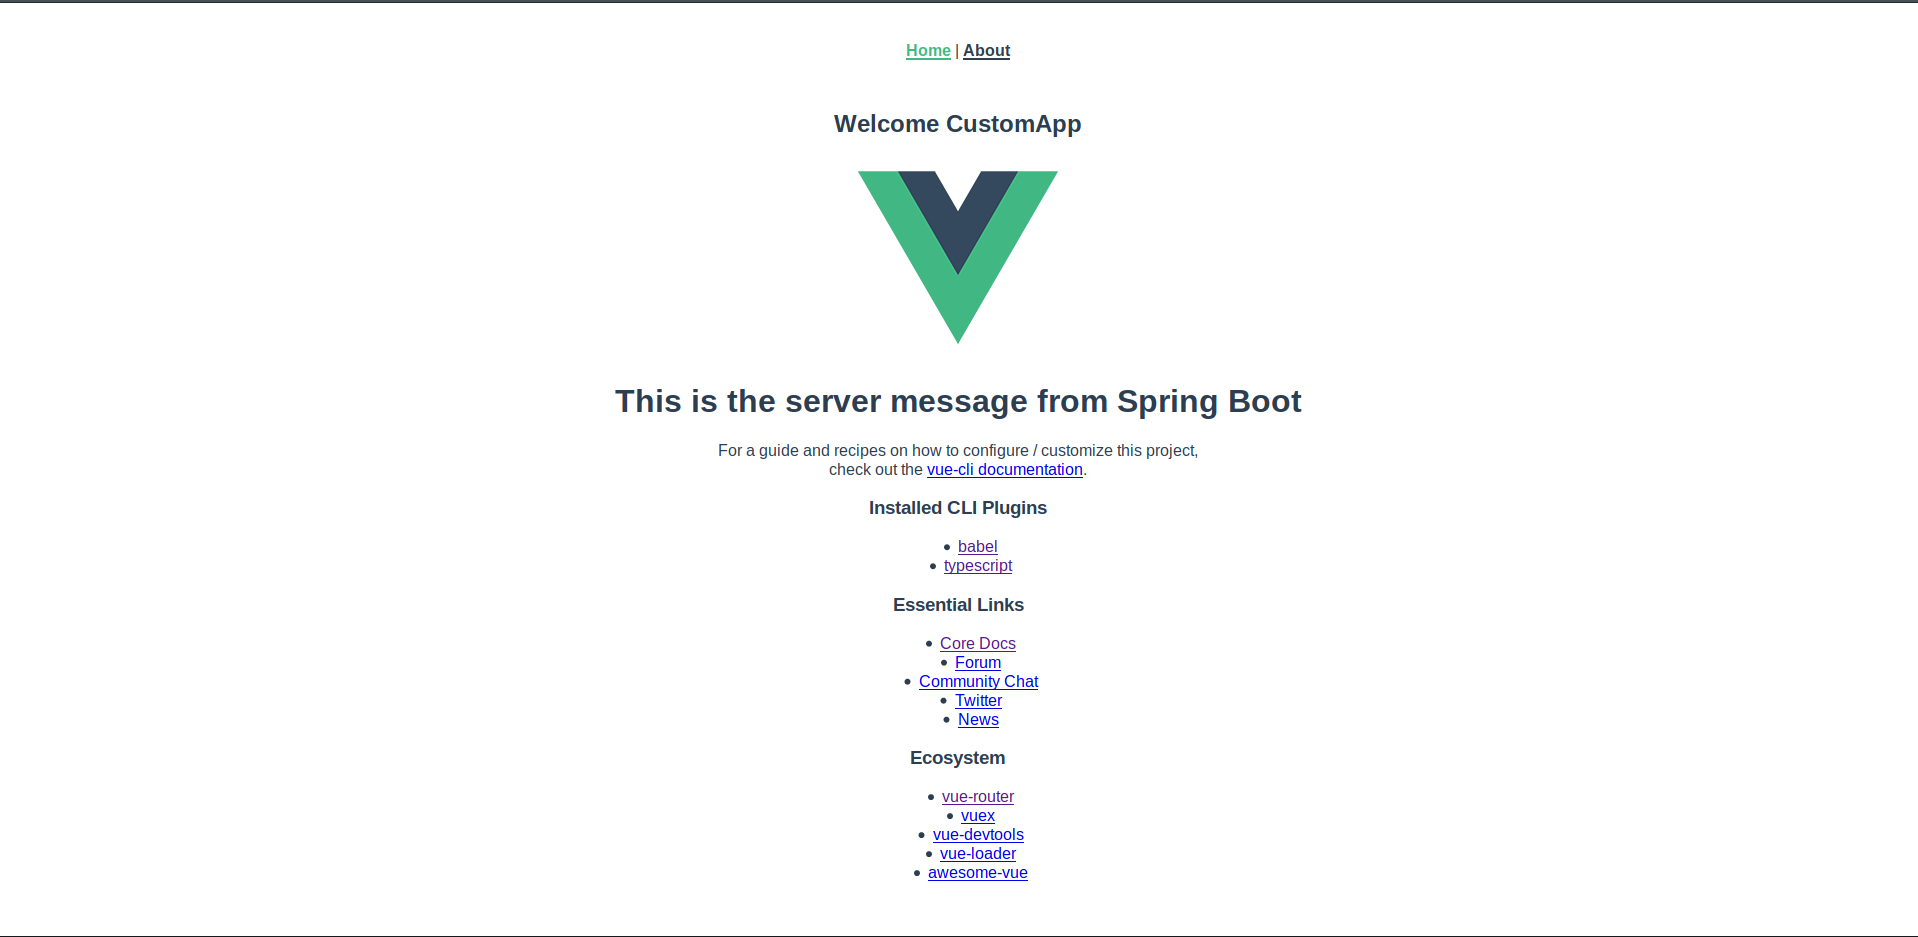 Home | About
Welcome CustomApp
This is the server message from Spring Boot
For a guide and recipes on how to configure / customize this project,
check out the vue-cli documentation.
Installed CLI Plugins
• babel
• typescript
Essential Links
• Core Docs
• Forum
• Community Chat
• Twitter
• News
Ecosystem
• vue-router
• vuex
• vue-devtools
• vue-loader
• awesome-vue